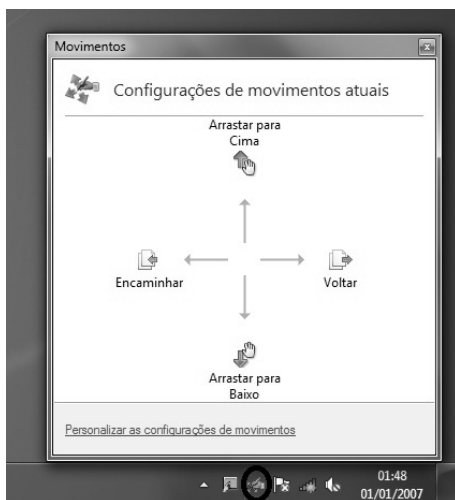 Movimentos
Configurações de movimentos atuais
Arrastar para
Cima
Encaminhar
Voltar
Arrastar para
Baixo
Personalizar as configurações de movimentos
01:48
01/01/2007